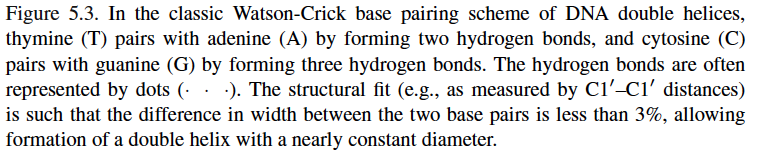 Figure 5.3. In the classic Watson-Crick base pairing scheme of DNA double helices,
thymine (T) pairs with adenine (A) by forming two hydrogen bonds, and cytosine (C)
pairs with guanine (G) by forming three hydrogen bonds. The hydrogen bonds are often
represented by dots (· · ·). The structural fit (e.g., as measured by C1′–C1′ distances)
is such that the difference in width between the two base pairs is less than 3%, allowing
formation of a double helix with a nearly constant diameter.